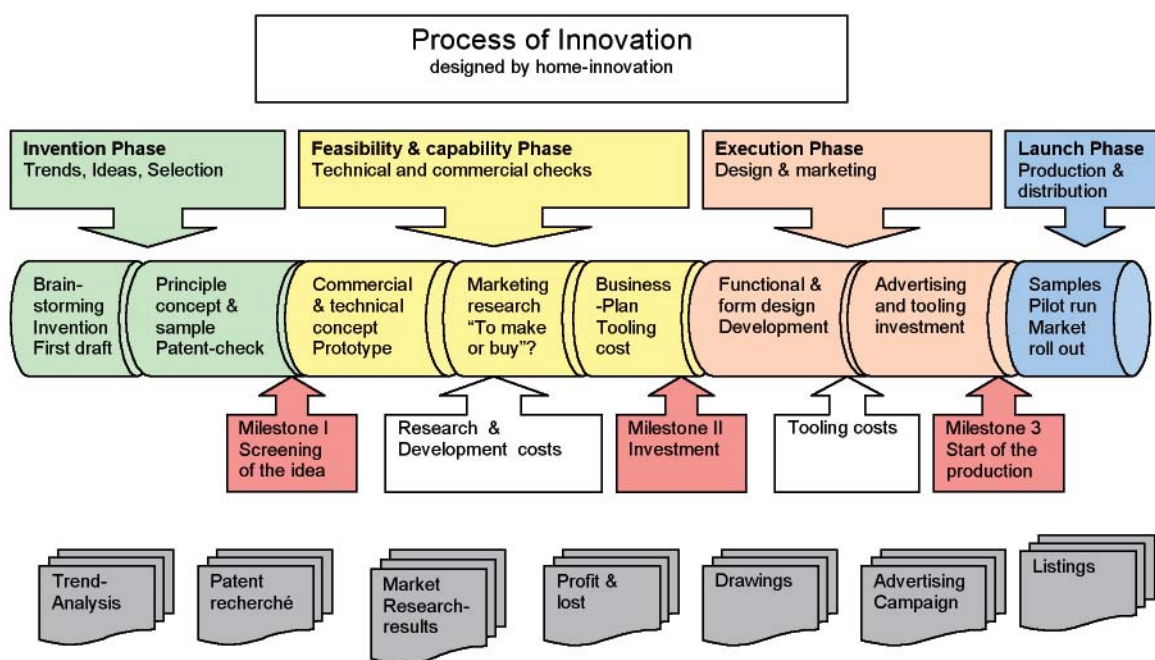 Process of Innovation
designed by home-innovation
Invention Phase
Trends, Ideas, Selection
Feasibility & capability Phase
Technical and commercial checks
Execution Phase
Design & marketing
Launch Phase
Production &
distribution
Brain-
storming
Invention
First draft
Principle
concept &
sample
Patent-check
Commercial
& technical
concept
Prototype
Marketing
research
“To make
or buy”?
Business
-Plan
Tooling
cost
Functional &
form design
Development
Advertising
and tooling
investment
Samples
Pilot run
Market
roll out
Milestone I
Screening
of the idea
Research &
Development costs
Milestone II
Investment
Tooling costs
Milestone 3
Start of the
production
Trend-
Analysis
Patent
recherché
Market
Research-
results
Profit &
lost
Drawings
Advertising
Campaign
Listings